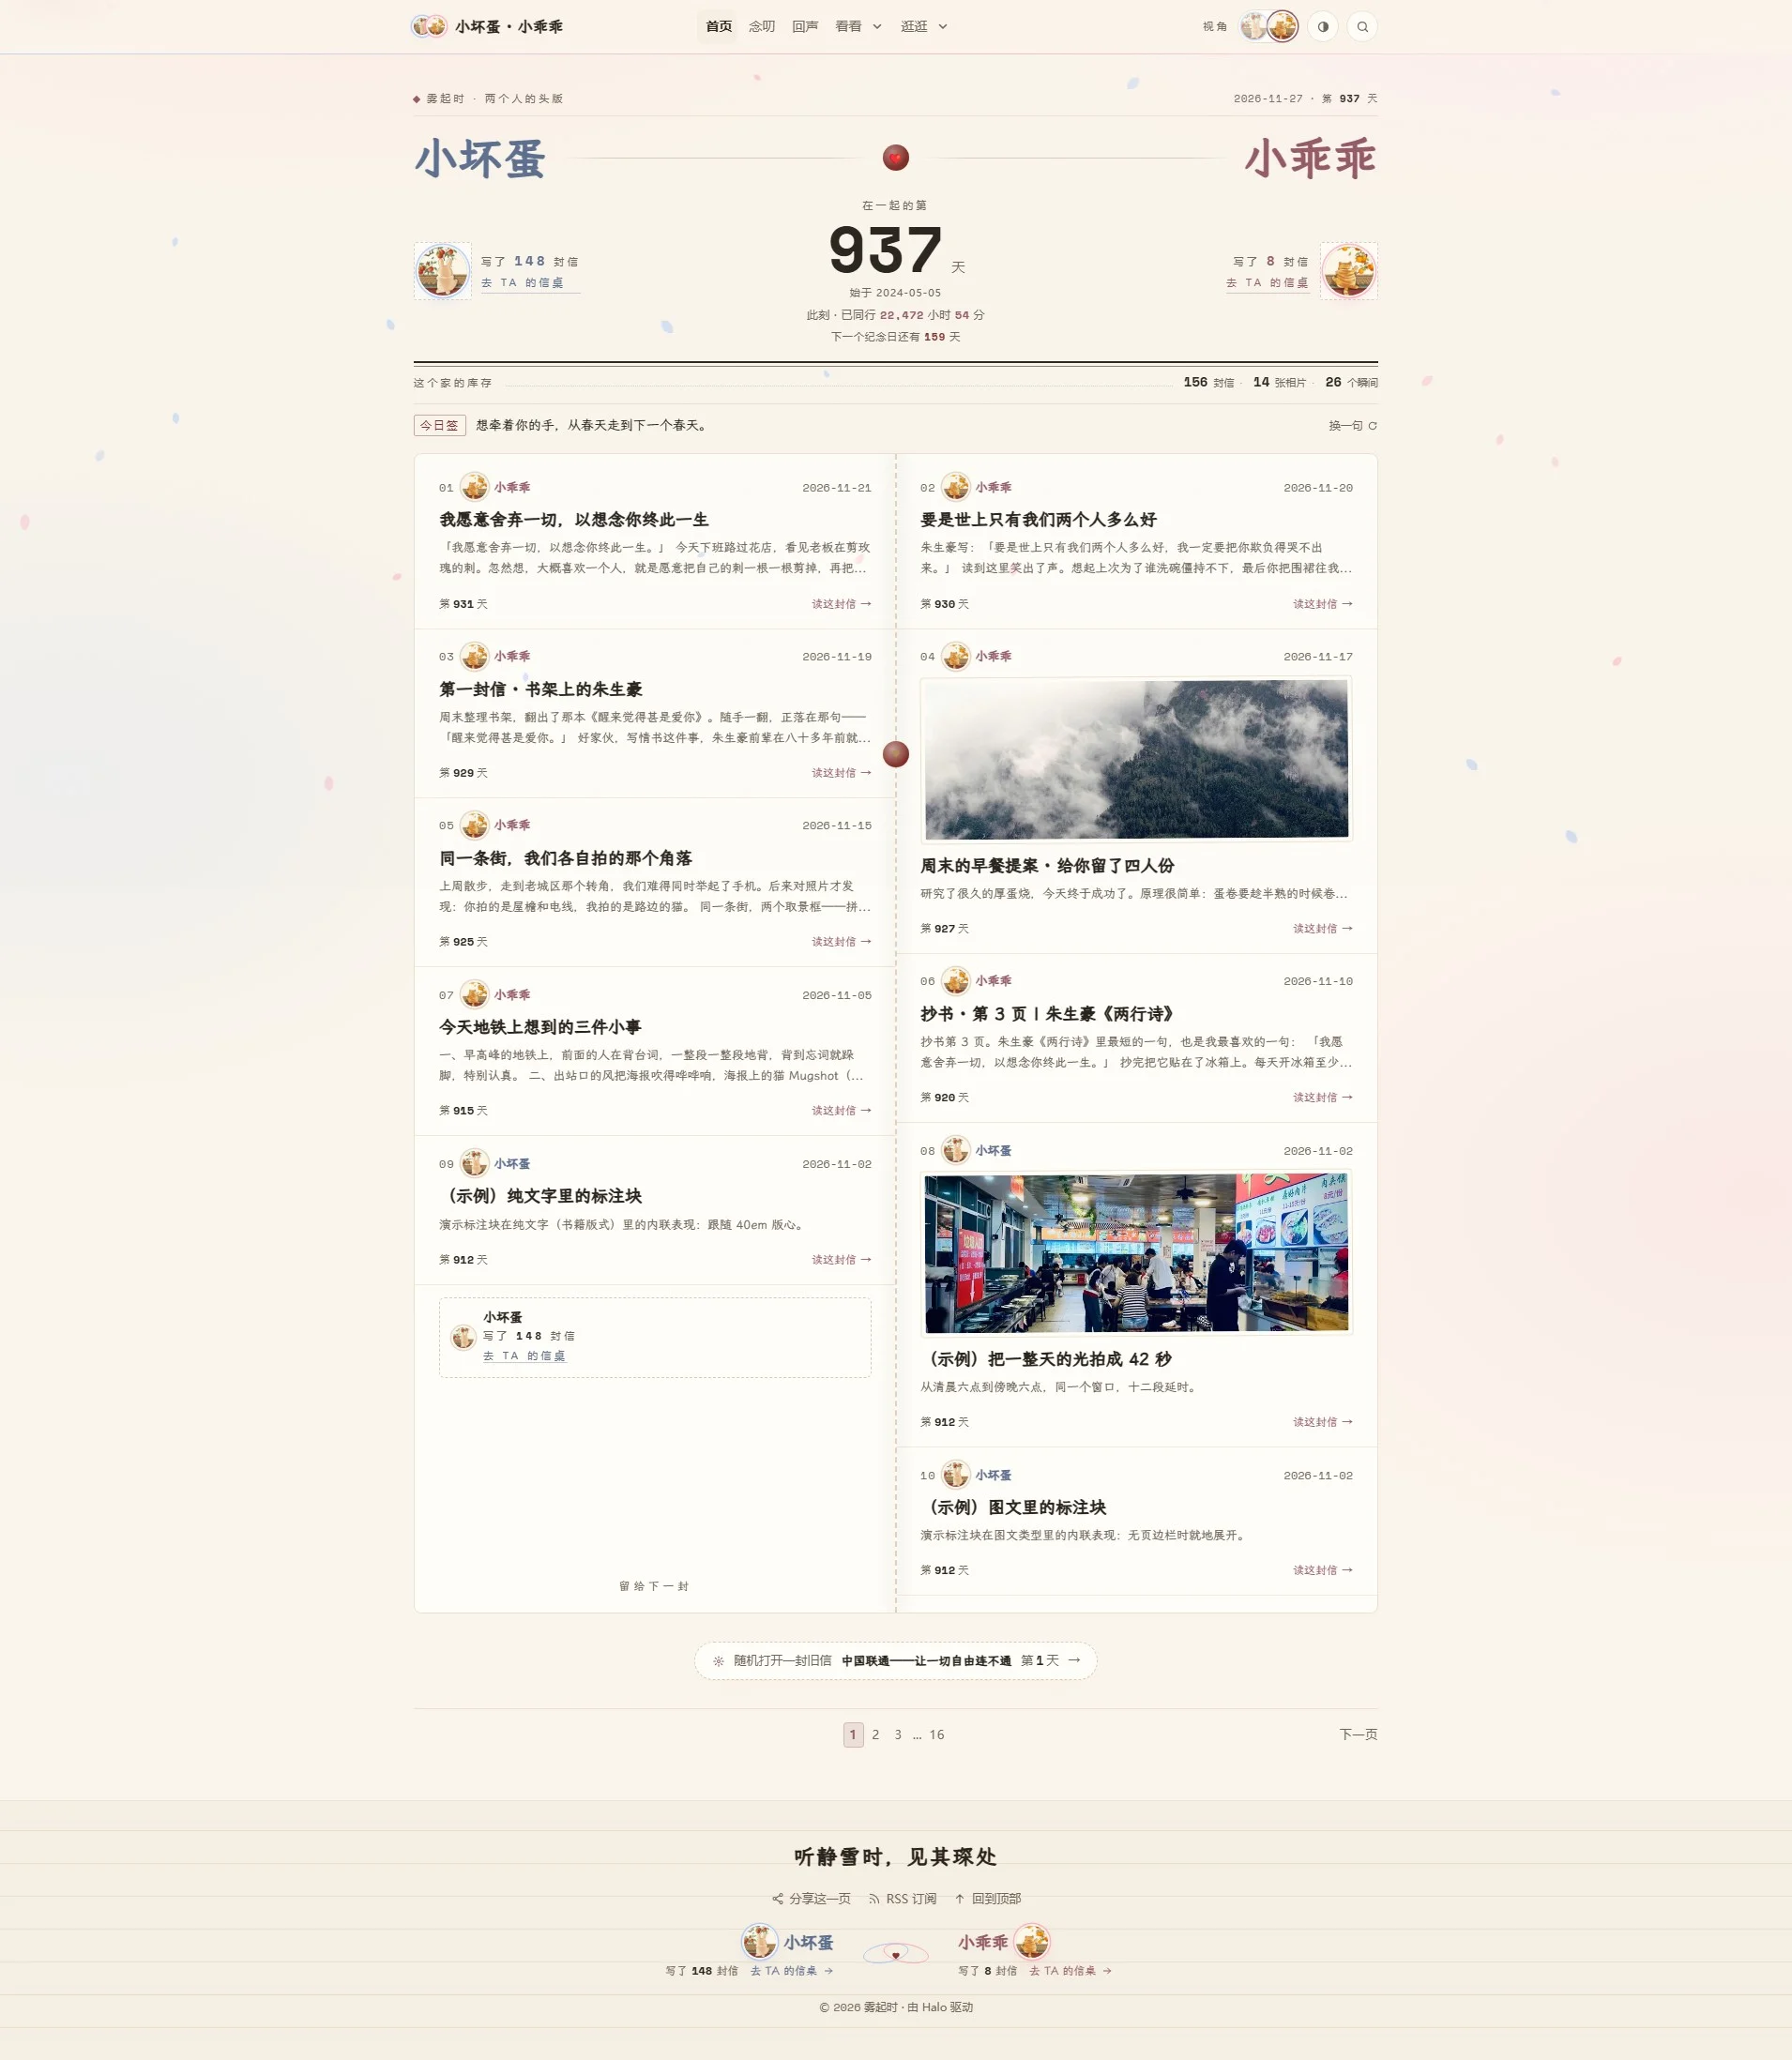 小坏蛋·小乖乖
首页 念叨 回声 看看 逛逛
视角
雾起时 · 两个人的头版
2026-11-27 · 第 937 天
小坏蛋
小乖乖
在一起的第
937 天
写了 148 封信
去 TA 的信桌
写了 8 封信
去 TA 的信桌
始于 2024-05-05
此刻·已同行 22,472 小时 54 分
下一个纪念日还有 159 天
这个家的库存
156 封信 · 14 张相片 · 26 个瞬间
今日签 想牵着你的手，从春天走到下一个春天。
换一句
01 小乖乖 2026-11-21
我愿意舍弃一切，以想念你终此一生
「我愿意舍弃一切，以想念你终此一生。」 今天下班路过花店，看见老板在剪玫
瑰的刺。忽然想，大概喜欢一个人，就是愿意把自己的刺一根一根剪掉，再把…
第 931 天 读这封信 →
02 小乖乖 2026-11-20
要是世上只有我们两个人多么好
朱生豪写：「要是世上只有我们两个人多么好，我一定要把你欺负得哭不出
来。」 读到这里笑出了声。想起上次为了谁洗碗僵持不下，最后你把围裙往我…
第 930 天 读这封信 →
03 小乖乖 2026-11-19
第一封信·书架上的朱生豪
周末整理书架，翻出了那本《醒来觉得甚是爱你》。随手一翻，正落在那句——
「醒来觉得甚是爱你。」 好家伙，写情书这件事，朱生豪前辈在八十多年前就…
第 929 天 读这封信 →
04 小乖乖 2026-11-17
周末的早餐提案·给你留了四人份
研究了很久的厚蛋烧，今天终于成功了。原理很简单：蛋卷要趁半熟的时候卷…
第 927 天 读这封信 →
05 小乖乖 2026-11-15
同一条街，我们各自拍的那个角落
上周散步，走到老城区那个转角，我们难得同时举起了手机。后来对照片才发
现：你拍的是屋檐和电线，我拍的是路边的猫。 同一条街，两个取景框——拼…
第 925 天 读这封信 →
06 小乖乖 2026-11-10
抄书·第 3 页丨朱生豪《两行诗》
抄书第 3 页。朱生豪《两行诗》里最短的一句，也是我最喜欢的一句： 「我愿
意舍弃一切，以想念你终此一生。」 抄完把它贴在了冰箱上。每天开冰箱至少…
第 920 天 读这封信 →
07 小乖乖 2026-11-05
今天地铁上想到的三件小事
一、早高峰的地铁上，前面的人在背台词，一整段一整段地背，背到忘词就跺
脚，特别认真。 二、出站口的风把海报吹得哗哗响，海报上的猫 Mugshot（…
第 915 天 读这封信 →
08 小坏蛋 2026-11-02
（示例）把一整天的光拍成 42 秒
从清晨六点到傍晚六点，同一个窗口，十二段延时。
第 912 天 读这封信 →
09 小坏蛋 2026-11-02
（示例）纯文字里的标注块
演示标注块在纯文字（书籍版式）里的内联表现：跟随 40em 版心。
第 912 天 读这封信 →
10 小坏蛋 2026-11-02
（示例）图文里的标注块
演示标注块在图文类型里的内联表现：无页边栏时就地展开。
第 912 天 读这封信 →
小坏蛋
写了 148 封信
去 TA 的信桌
留给下一封
随机打开一封旧信 中国联通——让一切自由连不通 第 1 天 →
1 2 3 … 16
下一页
听静雪时，见其琛处
分享这一页 RSS 订阅 回到顶部
小坏蛋
写了 148 封信 去 TA 的信桌 →
小乖乖
写了 8 封信 去 TA 的信桌 →
© 2026 雾起时 · 由 Halo 驱动